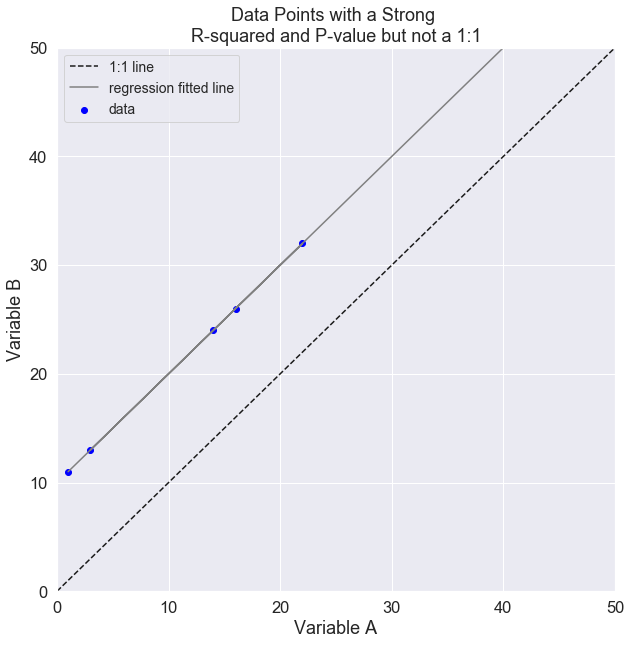 Data Points with a Strong
R-squared and P-value but not a 1:1
1:1 line
regression fitted line
data
50
40
30
20
10
0
Variable B
0 10 20 30 40 50
Variable A